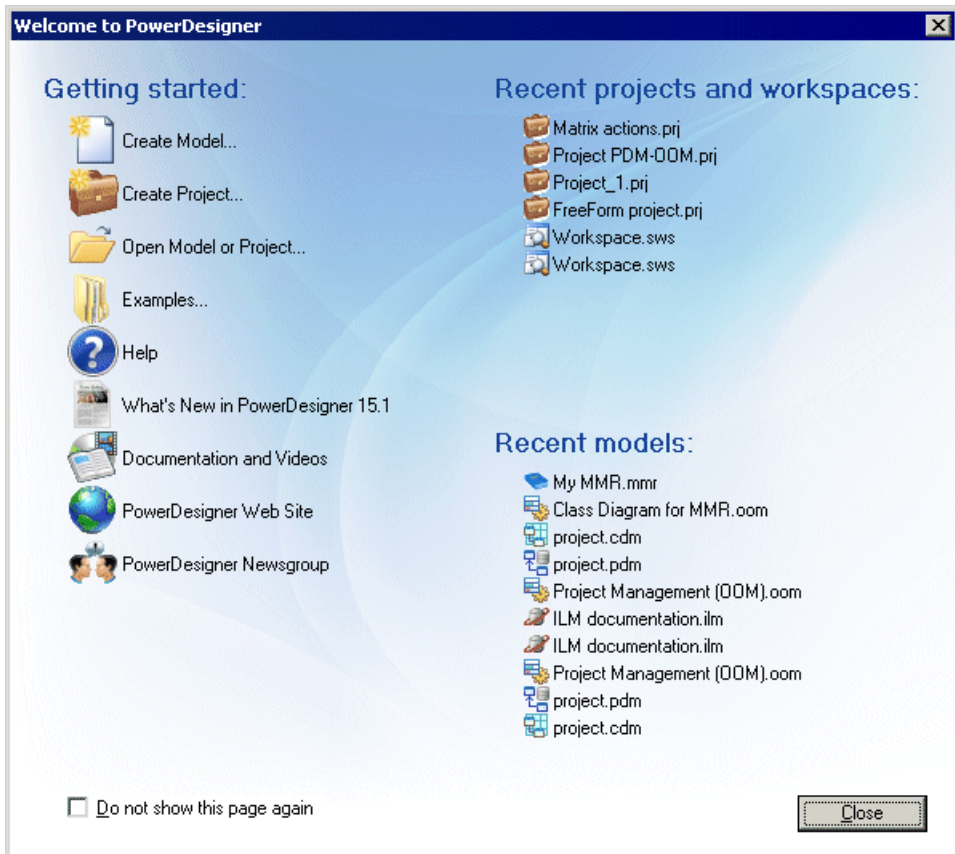 Welcome to PowerDesigner
Getting started:
Create Model...
Create Project...
Open Model or Project...
Examples...
Help
What's New in PowerDesigner 15.1
Documentation and Videos
PowerDesigner Web Site
PowerDesigner Newsgroup
Recent projects and workspaces:
Matrix actions.prj
Project PDM-OOM.prj
Project_1.prj
FreeForm project.prj
Workspace.sws
Workspace.sws
Recent models:
My MMR.mmr
Class Diagram for MMR.oom
project.cdm
project.pdm
Project Management (OOM).oom
ILM documentation.ilm
ILM documentation.ilm
Project Management (OOM).oom
project.pdm
project.cdm
Do not show this page again
Close